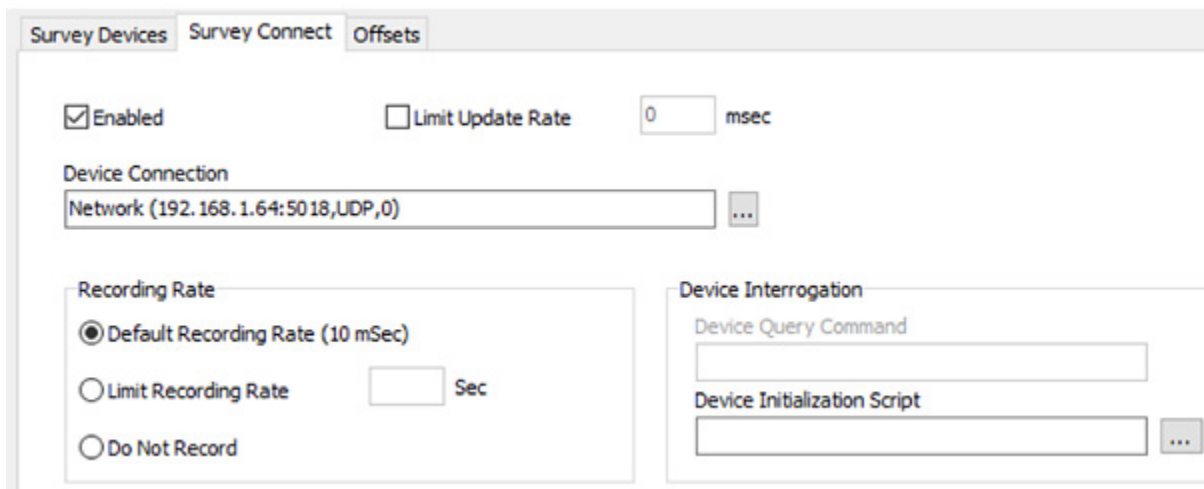 Survey Devices Survey Connect Offsets
Enabled Limit Update Rate 0 msec
Device Connection
Network (192.168.1.64:5018,UDP,0)
...
Recording Rate
Default Recording Rate (10 mSec)
Limit Recording Rate Sec
Do Not Record
Device Interrogation
Device Query Command
Device Initialization Script
...